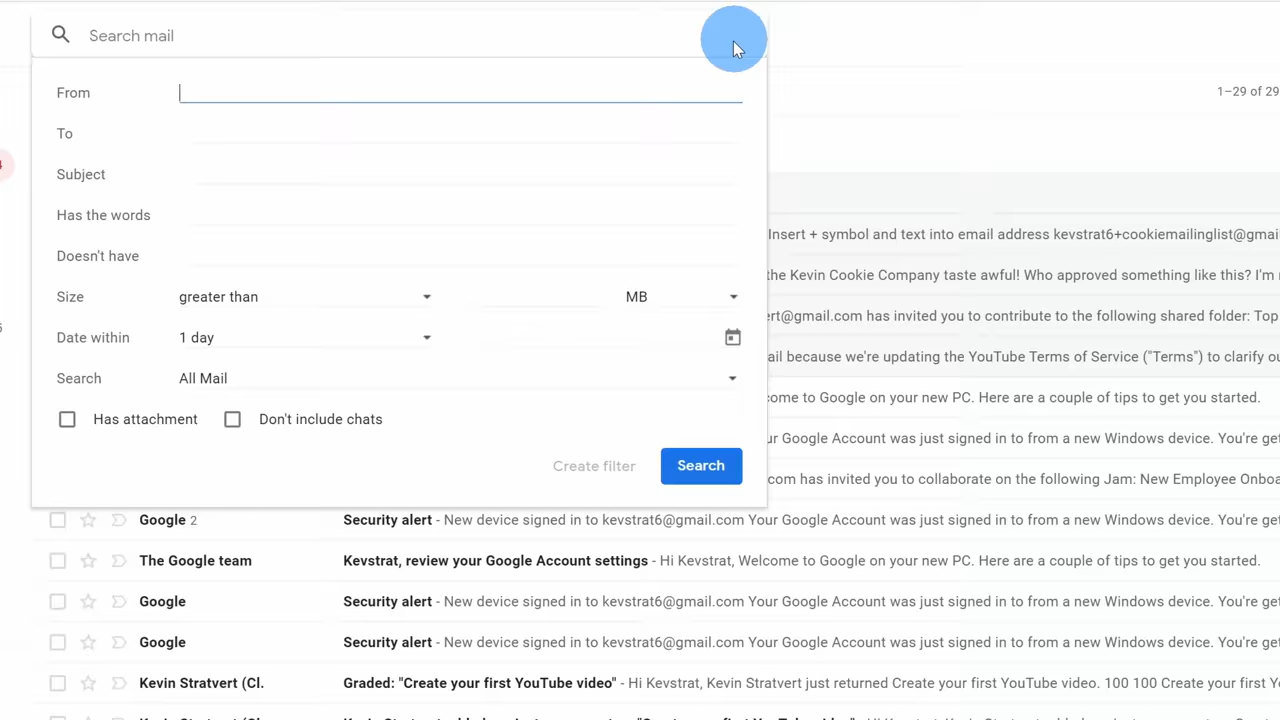 Search mail
From
1–29 of 29
To
4
Subject
Has the words
Insert + symbol and text into email address kevstrat6+cookiemailinglist@gmai
Doesn't have
the Kevin Cookie Company taste awful! Who approved something like this? I'm
Size greater than MB
ert@gmail.com has invited you to contribute to the following shared folder: Top
Date within 1 day
ail because we're updating the YouTube Terms of Service ("Terms") to clarify ou
Search All Mail
come to Google on your new PC. Here are a couple of tips to get you started.
Has attachment Don't include chats
ur Google Account was just signed in to from a new Windows device. You're get
Create filter Search
com has invited you to collaborate on the following Jam: New Employee Onboa
Google 2 Security alert - New device signed in to kevstrat6@gmail.com Your Google Account was just signed in to from a new Windows device. You're get
The Google team Kevstrat, review your Google Account settings - Hi Kevstrat, Welcome to Google on your new PC. Here are a couple of tips to get you started.
Google Security alert - New device signed in to kevstrat6@gmail.com Your Google Account was just signed in to from a new Windows device. You're get
Google Security alert - New device signed in to kevstrat6@gmail.com Your Google Account was just signed in to from a new Windows device. You're get
Kevin Stratvert (Cl. Graded: "Create your first YouTube video" - Hi Kevstrat, Kevin Stratvert just returned Create your first YouTube video. 100 100 Create your first Y